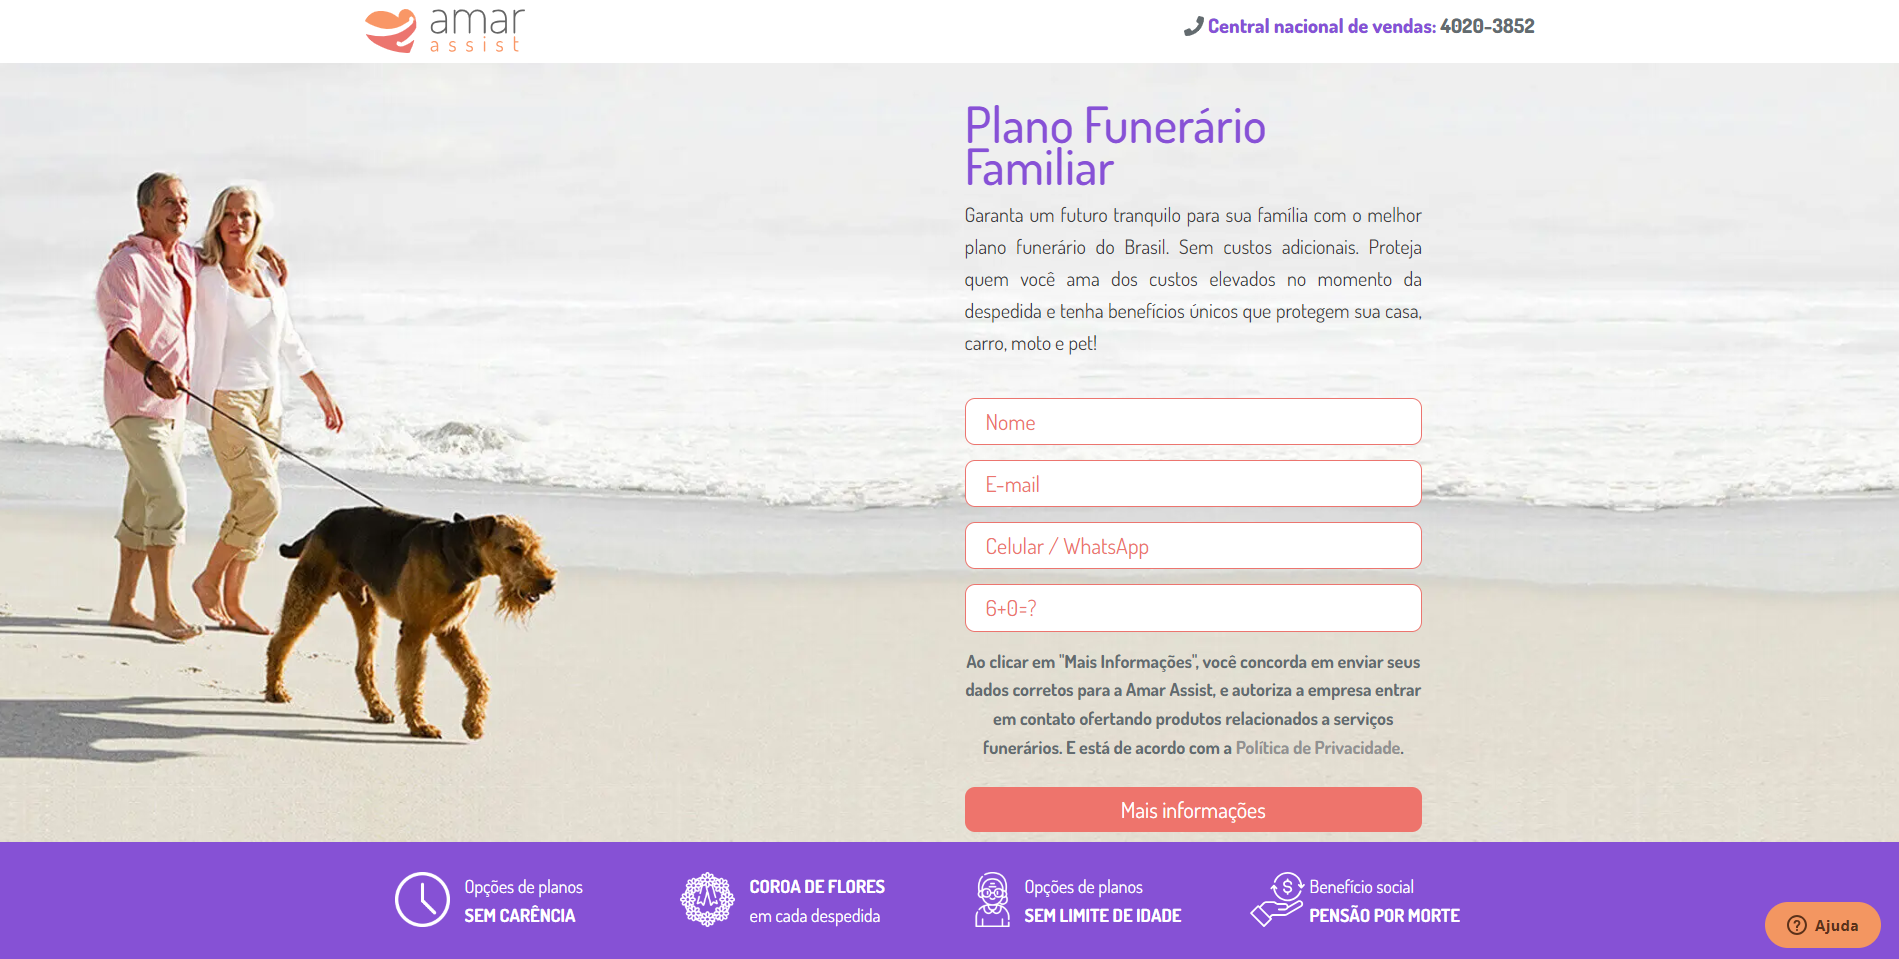 amar
assist
Central nacional de vendas: 4020-3852
Plano Funerário
Familiar
Garanta um futuro tranquilo para sua família com o melhor
plano funerário do Brasil. Sem custos adicionais. Proteja
quem você ama dos custos elevados no momento da
despedida e tenha benefícios únicos que protegem sua casa,
carro, moto e pet!
Nome
E-mail
Celular / WhatsApp
6+0=?
Ao clicar em "Mais Informações", você concorda em enviar seus
dados corretos para a Amar Assist, e autoriza a empresa entrar
em contato ofertando produtos relacionados a serviços
funerários. E está de acordo com a Política de Privacidade.
Mais informações
Opções de planos
SEM CARÊNCIA
COROA DE FLORES
em cada despedida
Opções de planos
SEM LIMITE DE IDADE
Benefício social
PENSÃO POR MORTE
Ajuda